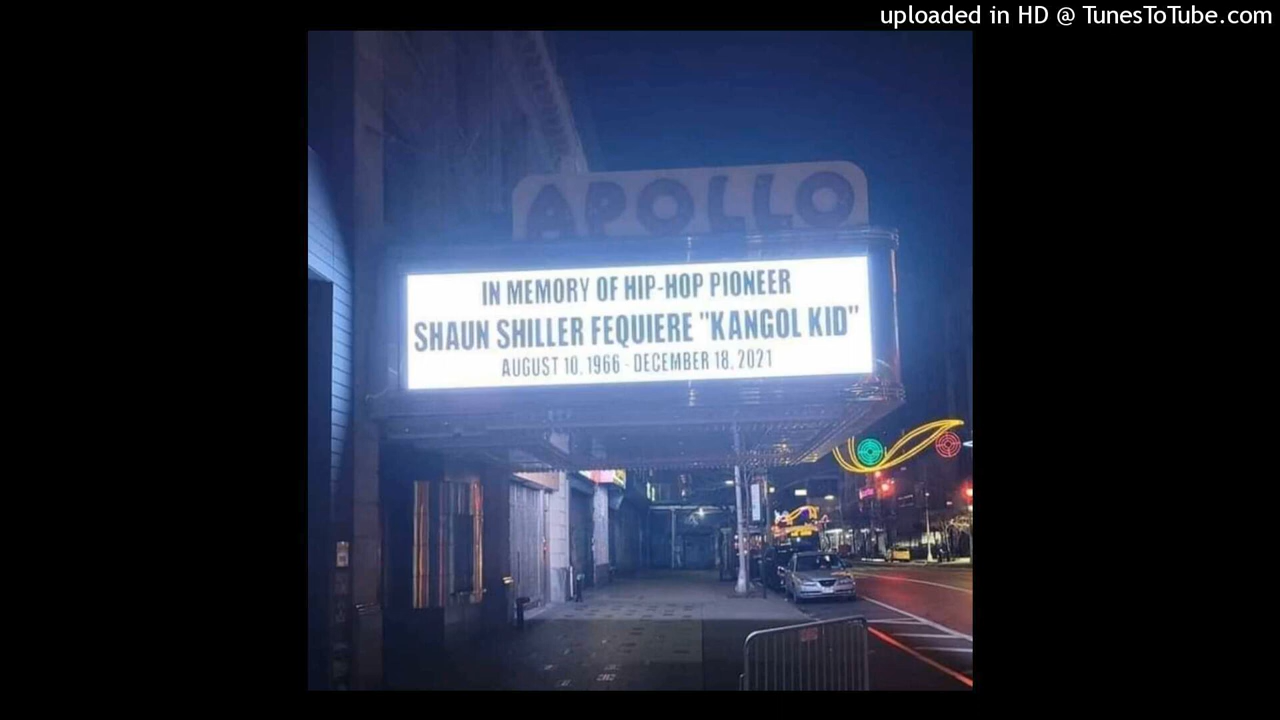 uploaded in HD @ TunesToTube.com
APOLLO
IN MEMORY OF HIP-HOP PIONEER
SHAUN SHILLER FEQUIERE "KANGOL KID"
AUGUST 10, 1966 - DECEMBER 18, 2021